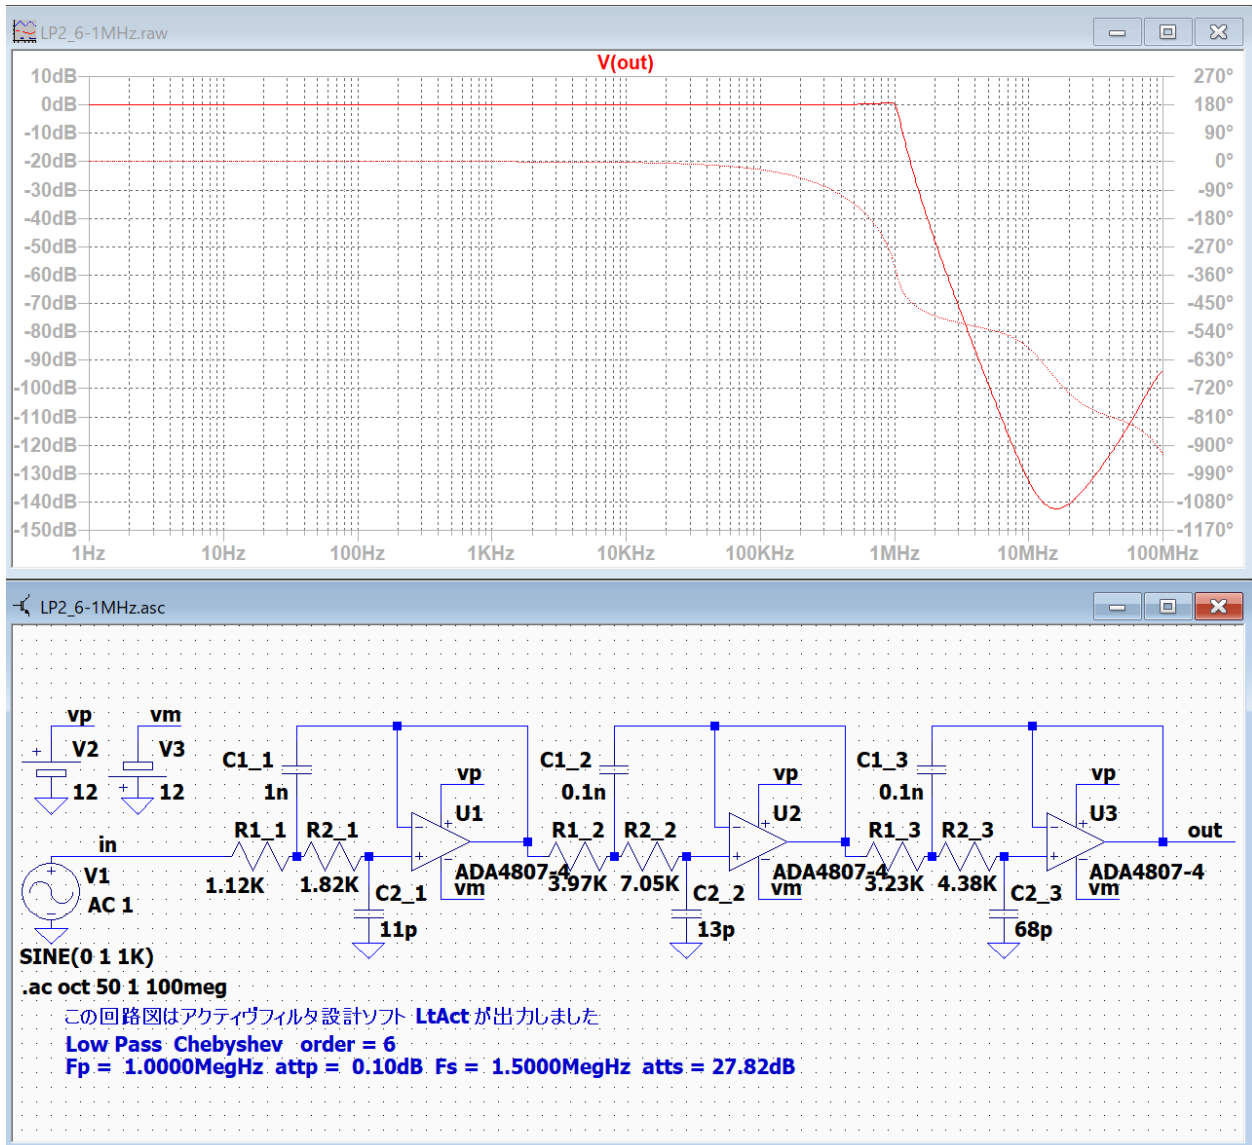 LP2_6-1MHz.raw
V(out)
10dB 270°
0dB 180°
-10dB 90°
-20dB 0°
-30dB -90°
-40dB -180°
-50dB -270°
-60dB -360°
-70dB -450°
-80dB -540°
-90dB -630°
-100dB -720°
-110dB -810°
-120dB -900°
-130dB -990°
-140dB -1080°
-150dB -1170°
1Hz 10Hz 100Hz 1KHz 10KHz 100KHz 1MHz 10MHz 100MHz
LP2_6-1MHz.asc
vp vm
V2 V3
12 12
C1_1 C1_2 C1_3
1n 0.1n 0.1n
vp vp vp
U1 U2 U3
R1_1 R2_1 R1_2 R2_2 R1_3 R2_3
in out
ADA4807-4 ADA4807-4 ADA4807-4
1.12K 1.82K 3.97K 7.05K 3.23K 4.38K
vm vm vm
V1
AC 1
C2_1 C2_2 C2_3
11p 13p 68p
SINE(0 1 1K)
.ac oct 50 1 100meg
この回路図はアクティヴフィルタ設計ソフト LtAct が出力しました
Low Pass Chebyshev order = 6
Fp = 1.0000MegHz attp = 0.10dB Fs = 1.5000MegHz atts = 27.82dB